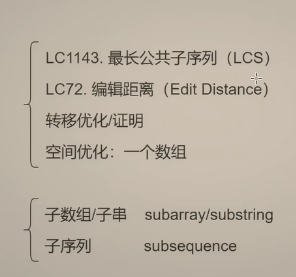 LC1143. 最长公共子序列（LCS）
LC72. 编辑距离（Edit Distance）
转移优化/证明
空间优化：一个数组
子数组/子串 subarray/substring
子序列 subsequence